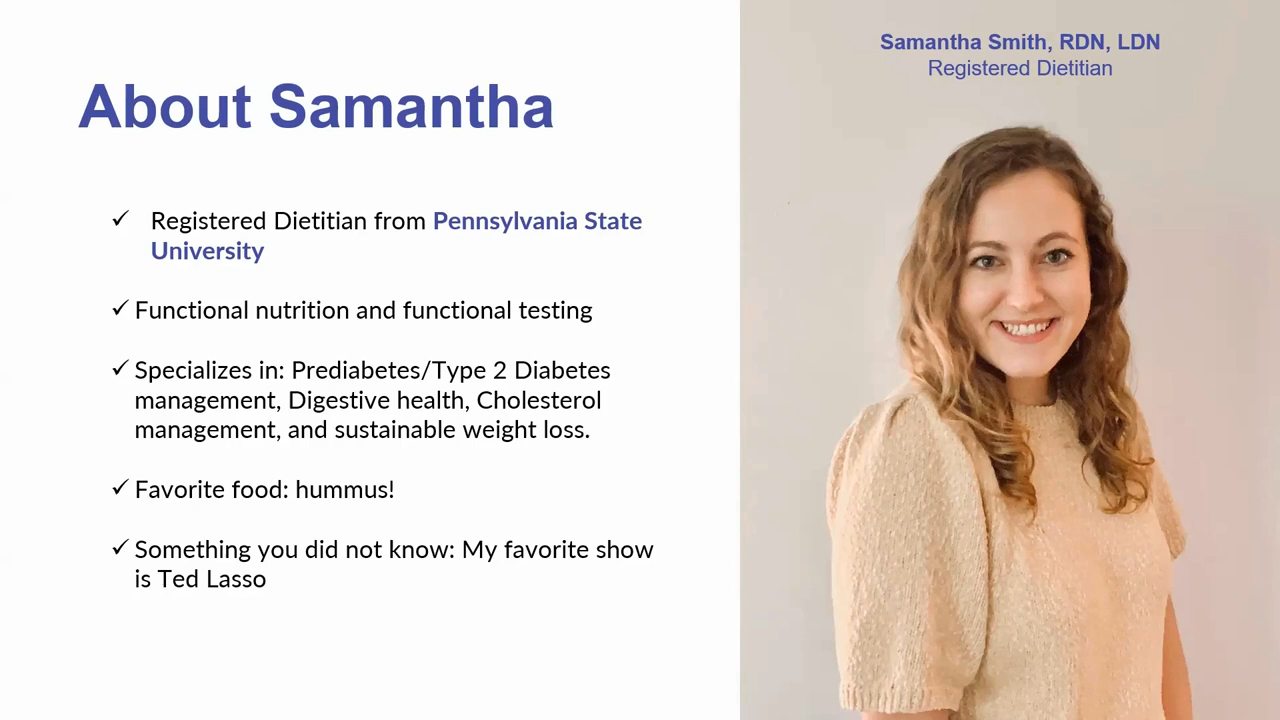 About Samantha
✓ Registered Dietitian from Pennsylvania State
University
✓ Functional nutrition and functional testing
✓ Specializes in: Prediabetes/Type 2 Diabetes
management, Digestive health, Cholesterol
management, and sustainable weight loss.
✓ Favorite food: hummus!
✓ Something you did not know: My favorite show
is Ted Lasso
Samantha Smith, RDN, LDN
Registered Dietitian